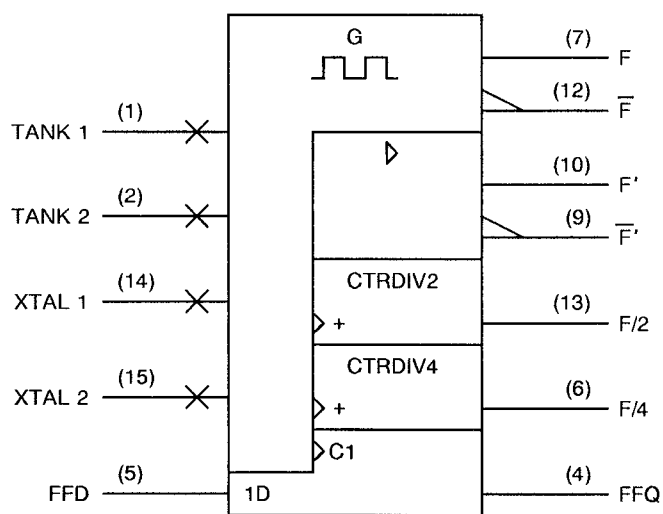 G
(7) F
(12) F̅
TANK 1 (1)
(10) F'
TANK 2 (2)
(9) F̅'
CTRDIV2
XTAL 1 (14)
+
(13) F/2
CTRDIV4
XTAL 2 (15)
+
(6) F/4
C1
FFD (5)
1D
(4) FFQ